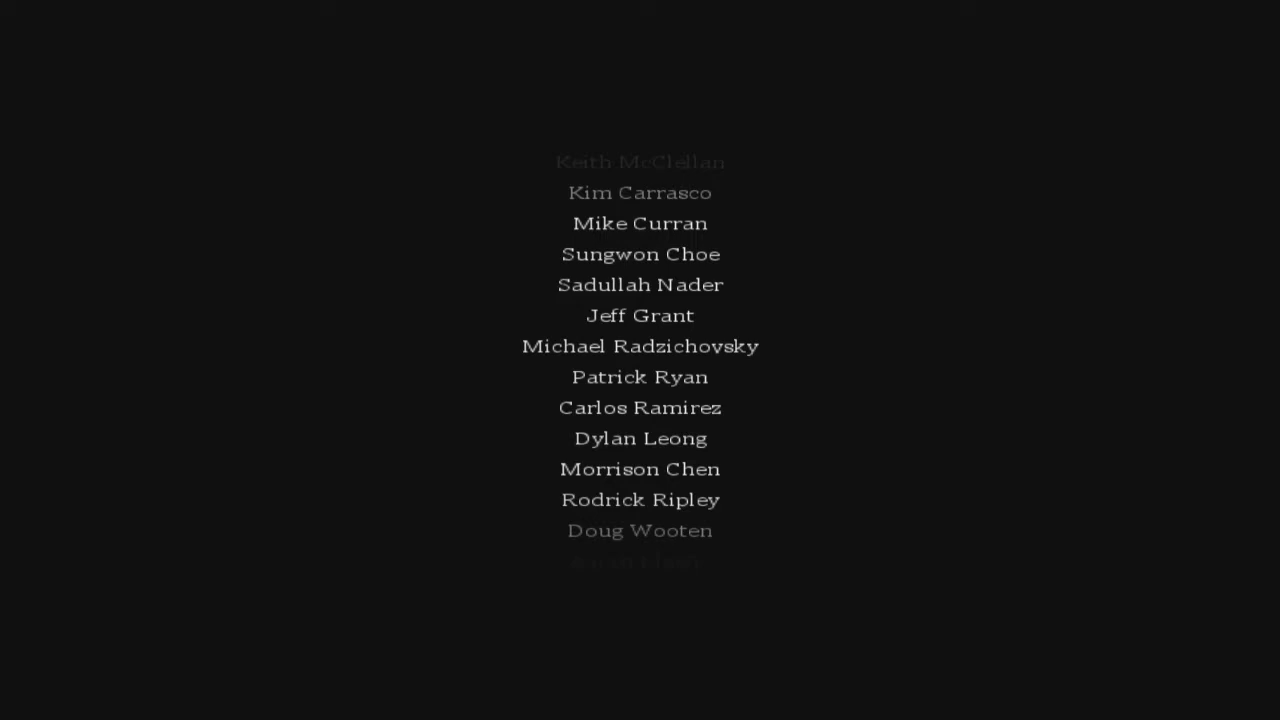 Keith McClellan
Kim Carrasco
Mike Curran
Sungwon Choe
Sadullah Nader
Jeff Grant
Michael Radzichovsky
Patrick Ryan
Carlos Ramirez
Dylan Leong
Morrison Chen
Rodrick Ripley
Doug Wooten